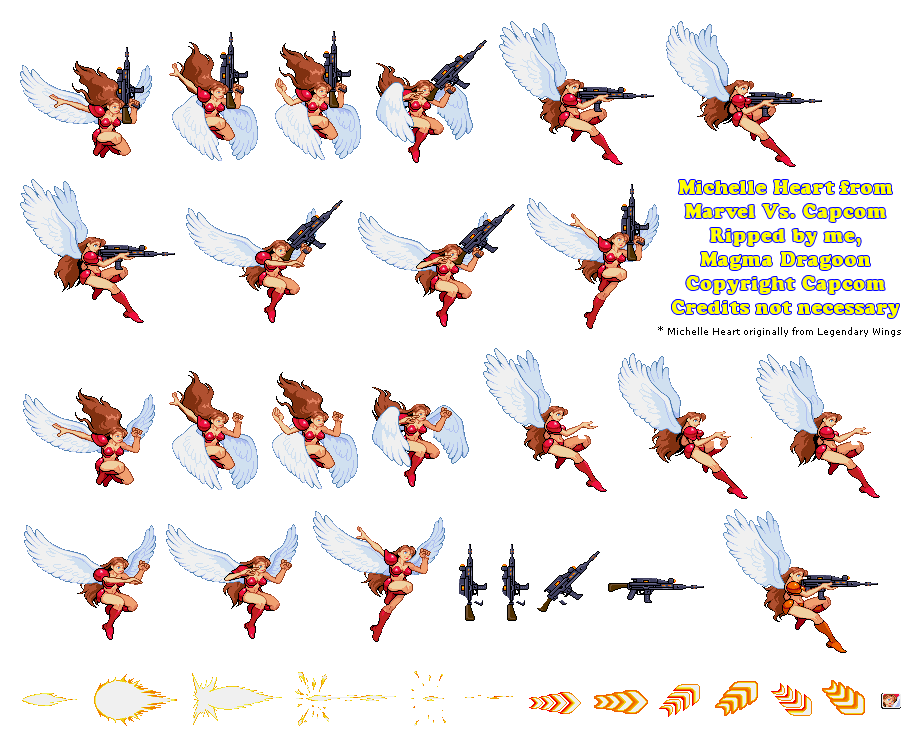 Michelle Heart from
Marvel Vs. Capcom
Ripped by me,
Magma Dragoon
Copyright Capcom
Credits not necessary
* Michelle Heart originally from Legendary Wings